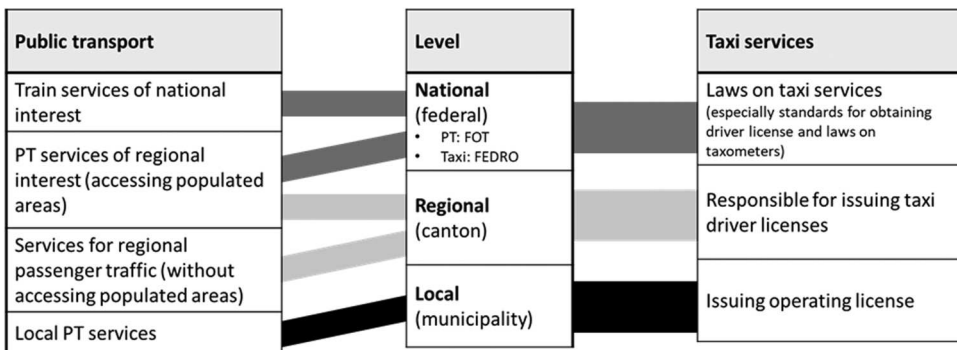 Public transport
Train services of national
interest
PT services of regional
interest (accessing populated
areas)
Services for regional
passenger traffic (without
accessing populated areas)
Local PT services
Level
National
(federal)
• PT: FOT
• Taxi: FEDRO
Regional
(canton)
Local
(municipality)
Taxi services
Laws on taxi services
(especially standards for obtaining
driver license and laws on
taxometers)
Responsible for issuing taxi
driver licenses
Issuing operating license